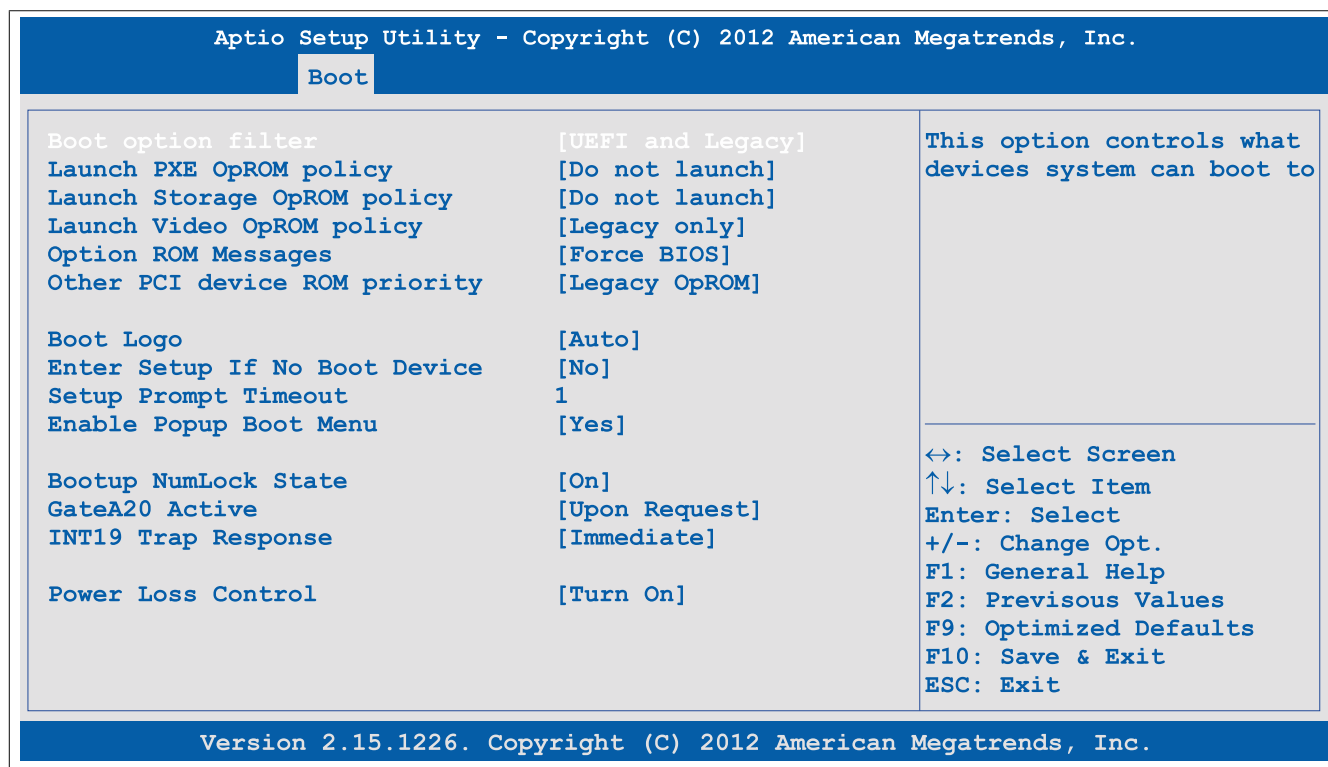 Aptio Setup Utility - Copyright (C) 2012 American Megatrends, Inc.
Boot
Boot option filter [UEFI and Legacy]
Launch PXE OpROM policy [Do not launch]
Launch Storage OpROM policy [Do not launch]
Launch Video OpROM policy [Legacy only]
Option ROM Messages [Force BIOS]
Other PCI device ROM priority [Legacy OpROM]
Boot Logo [Auto]
Enter Setup If No Boot Device [No]
Setup Prompt Timeout 1
Enable Popup Boot Menu [Yes]
Bootup NumLock State [On]
GateA20 Active [Upon Request]
INT19 Trap Response [Immediate]
Power Loss Control [Turn On]
This option controls what
devices system can boot to
↔: Select Screen
↑↓: Select Item
Enter: Select
+/-: Change Opt.
F1: General Help
F2: Previsous Values
F9: Optimized Defaults
F10: Save & Exit
ESC: Exit
Version 2.15.1226. Copyright (C) 2012 American Megatrends, Inc.